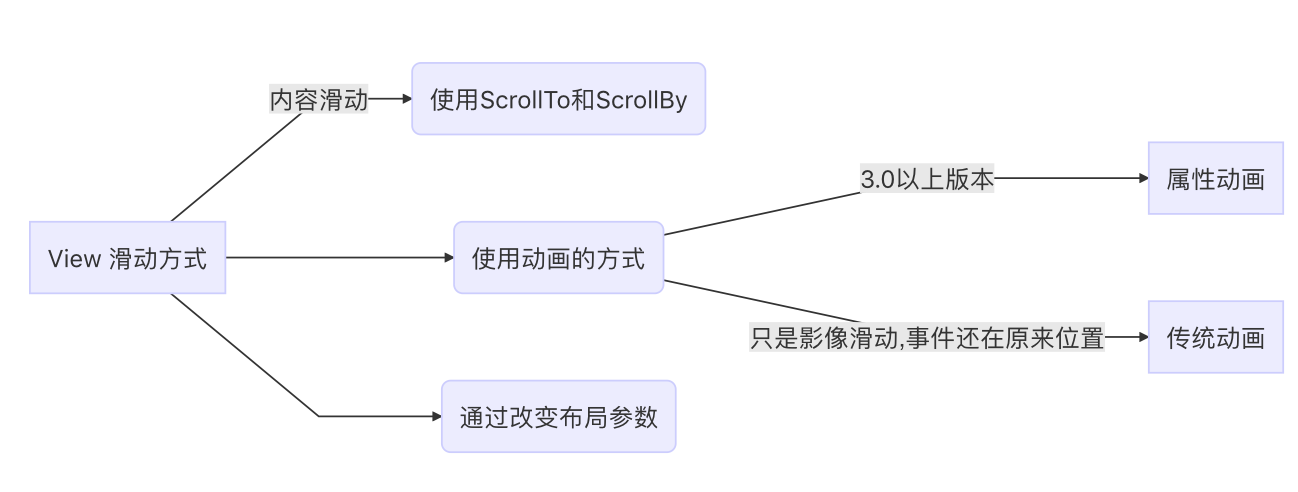 内容滑动
使用ScrollTo和ScrollBy
3.0以上版本
属性动画
View 滑动方式
使用动画的方式
只是影像滑动,事件还在原来位置
传统动画
通过改变布局参数